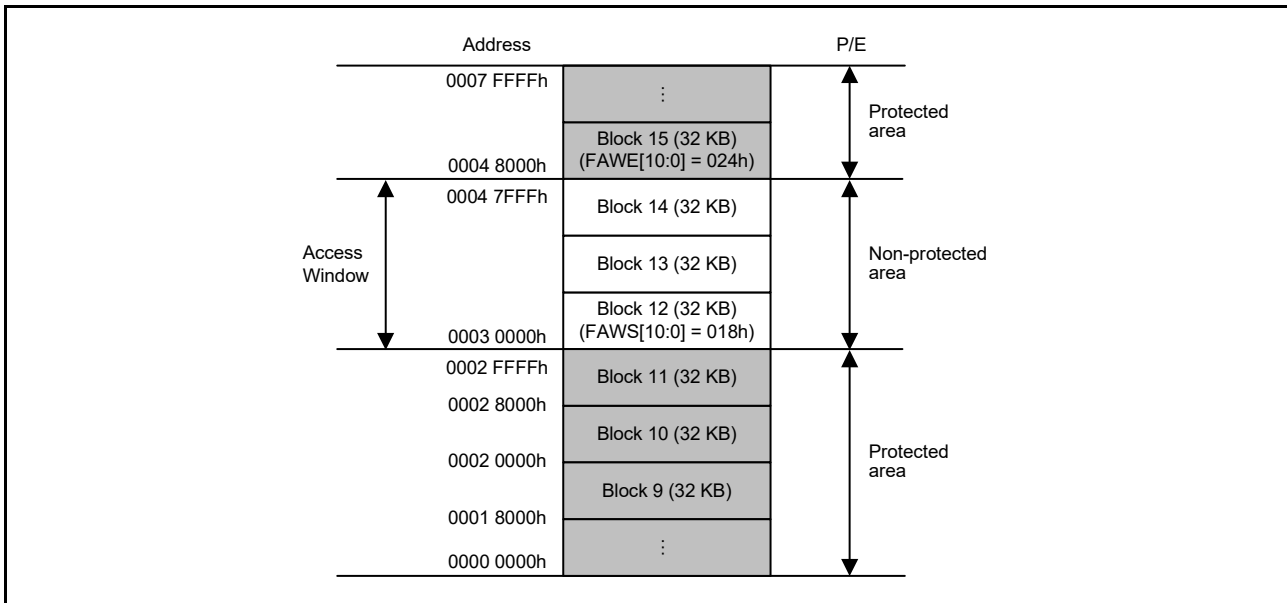 Address P/E
0007 FFFFh
⋮
Protected
area
Block 15 (32 KB)
(FAWE[10:0] = 024h)
0004 8000h
0004 7FFFh
Block 14 (32 KB)
Access
Window
Block 13 (32 KB)
Non-protected
area
Block 12 (32 KB)
(FAWS[10:0] = 018h)
0003 0000h
0002 FFFFh
Block 11 (32 KB)
0002 8000h
Block 10 (32 KB)
Protected
area
0002 0000h
Block 9 (32 KB)
0001 8000h
⋮
0000 0000h